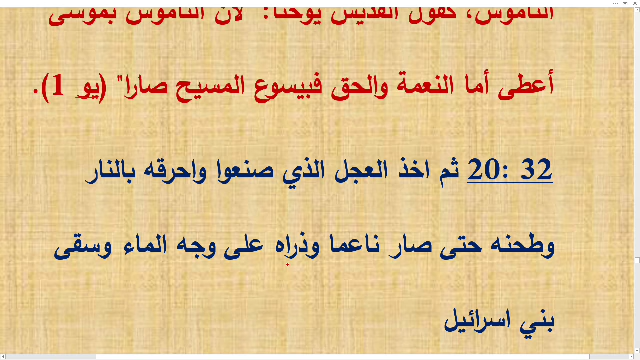 الناموس، كقول القديس يوحنا: "لأن الناموس بموسى
أعطى أما النعمة والحق فبيسوع المسيح صارا" (يو 1).
20: 32 ثم اخذ العجل الذي صنعوا واحرقه بالنار
وطحنه حتى صار ناعما وذراه على وجه الماء وسقى
بني اسرائيل